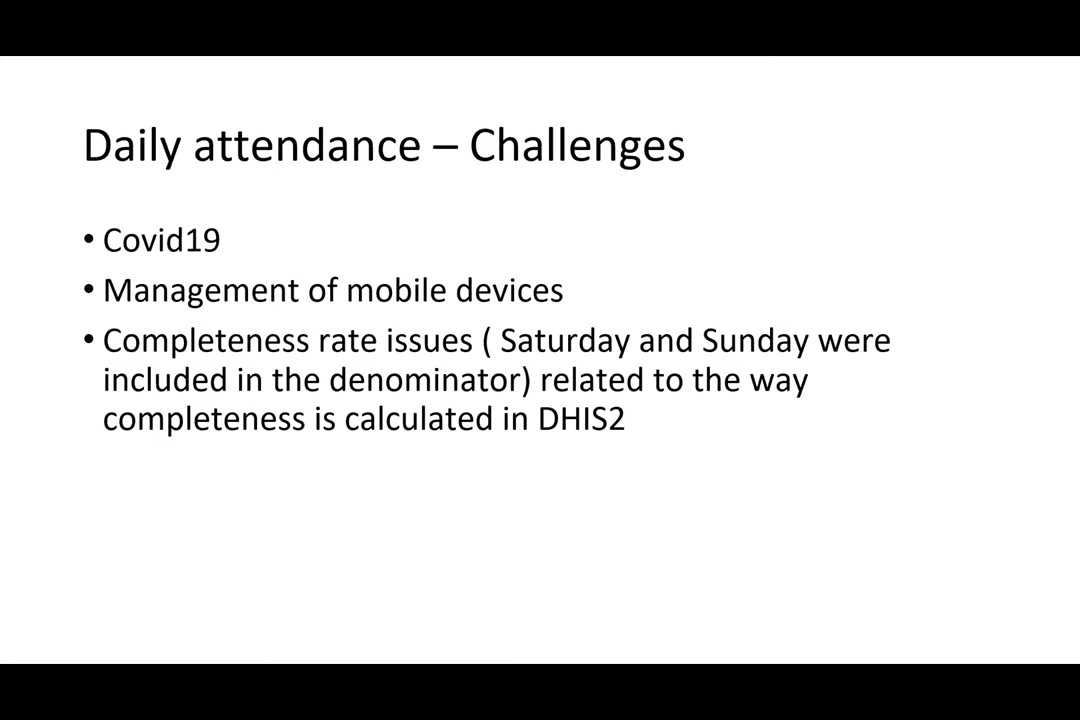 Daily attendance – Challenges
• Covid19
• Management of mobile devices
• Completeness rate issues ( Saturday and Sunday were
included in the denominator) related to the way
completeness is calculated in DHIS2